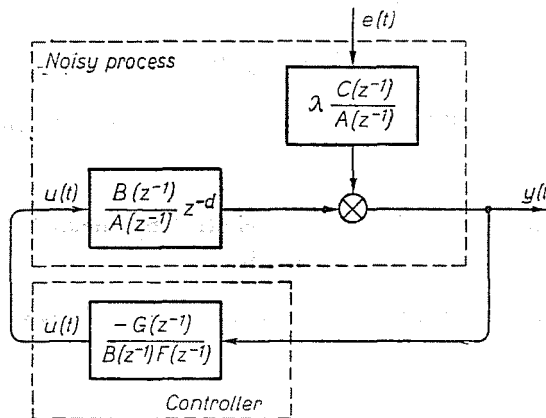 e(t)
Noisy process
λ C(z⁻¹)
A(z⁻¹)
u(t)
B(z⁻¹)
A(z⁻¹)
z⁻ᵈ
y(t
u(t)
-G(z⁻¹)
B(z⁻¹)F(z⁻¹)
Controller